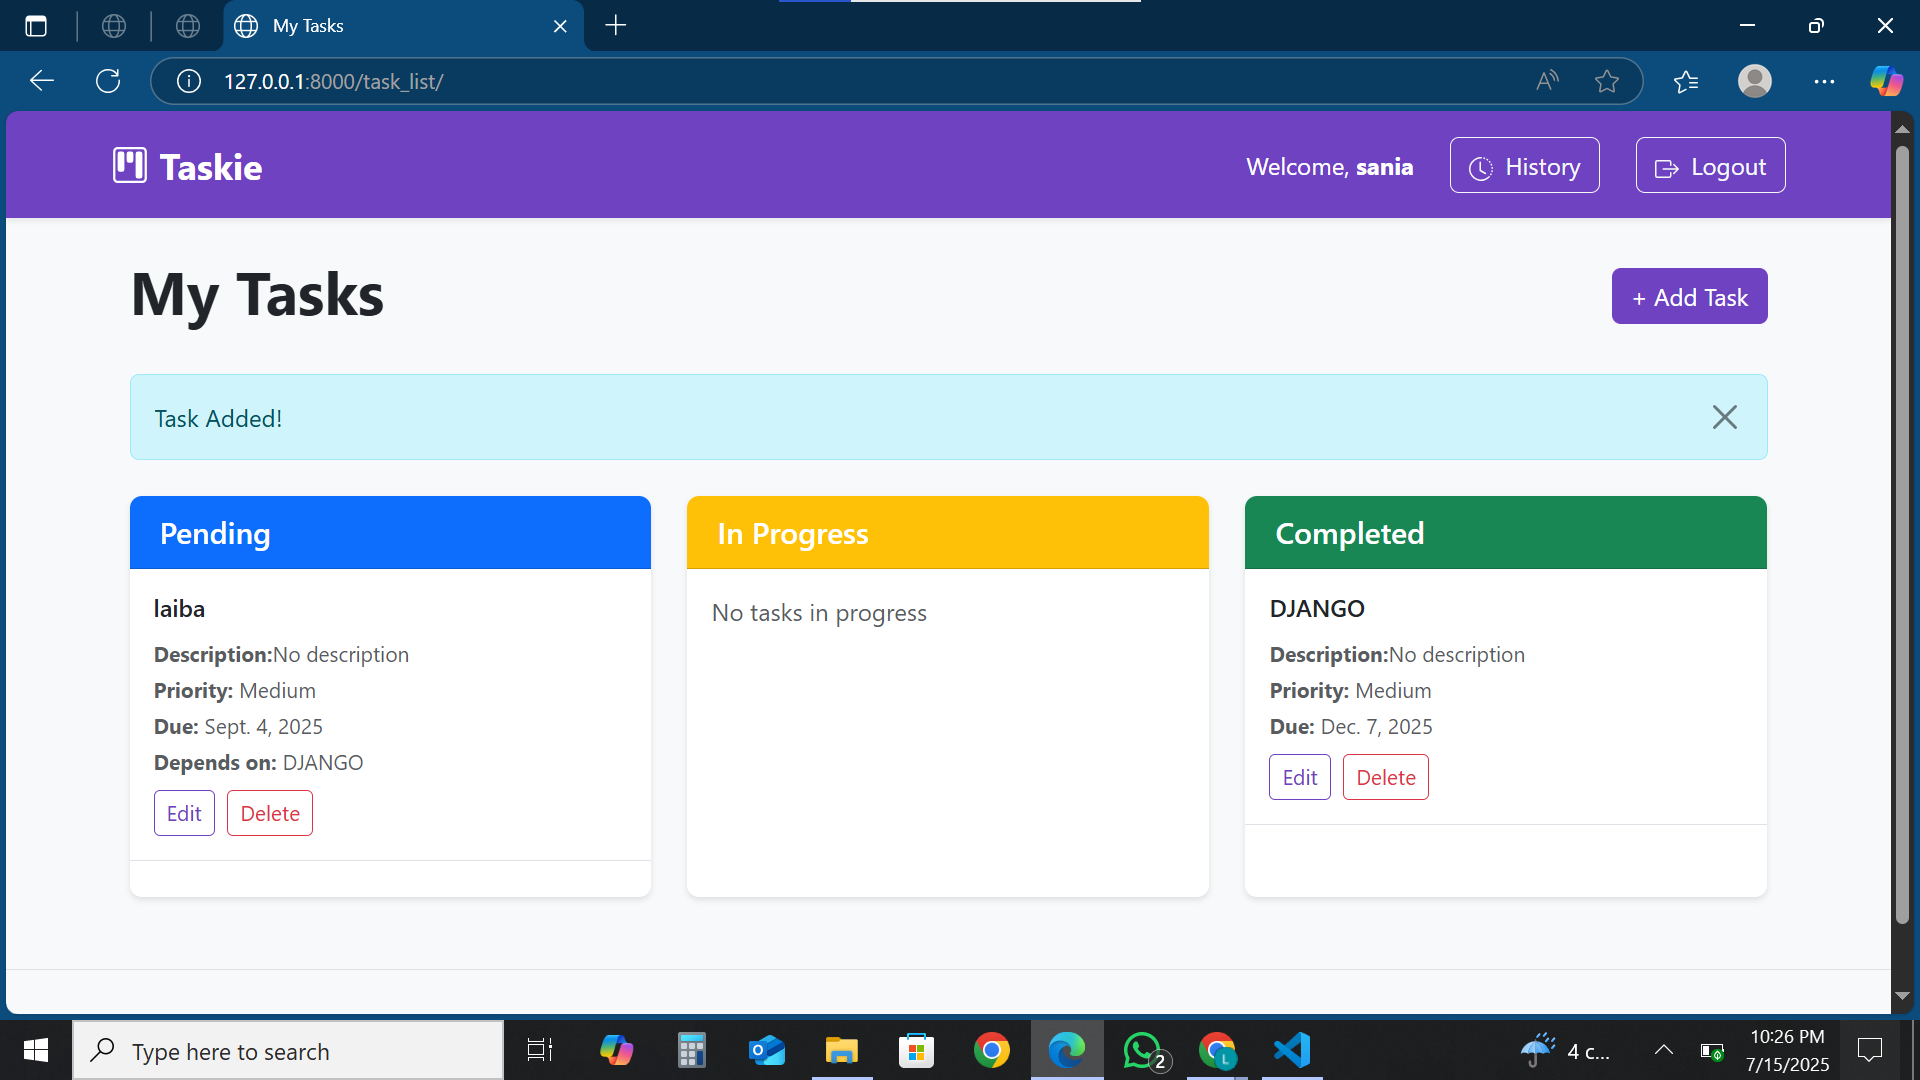 My Tasks
127.0.0.1:8000/task_list/
Taskie
Welcome, sania
History
Logout
My Tasks
+ Add Task
Task Added!
Pending
laiba
Description:No description
Priority: Medium
Due: Sept. 4, 2025
Depends on: DJANGO
Edit
Delete
In Progress
No tasks in progress
Completed
DJANGO
Description:No description
Priority: Medium
Due: Dec. 7, 2025
Edit
Delete
Type here to search
2
L
4 c...
10:26 PM
7/15/2025